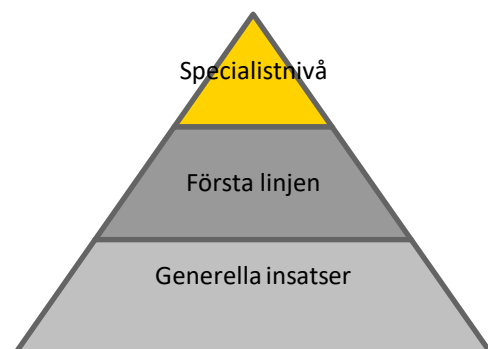 Specialistnivå
Första linjen
Generella insatser